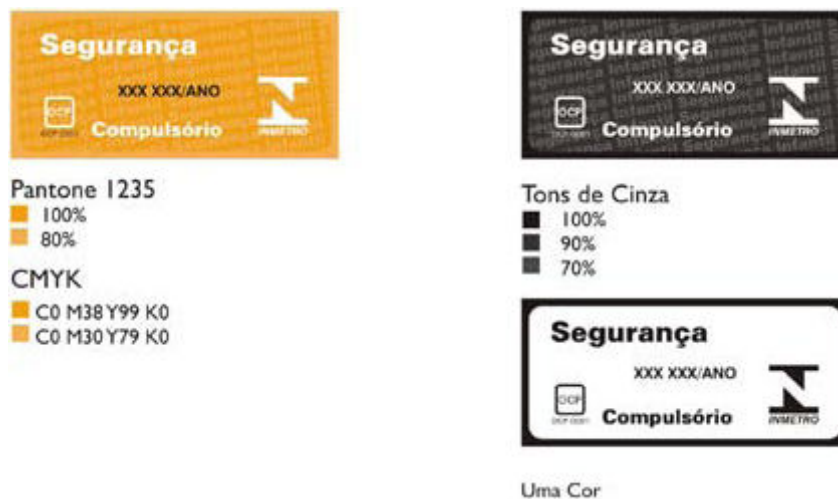 Segurança
XXX XXX/ANO
OCP
Compulsório
INMETRO
Pantone 1235
100%
80%
CMYK
C0 M38 Y99 K0
C0 M30 Y79 K0
Segurança
XXX XXX/ANO
OCP
Compulsório
INMETRO
Tons de Cinza
100%
90%
70%
Segurança
XXX XXX/ANO
OCP
Compulsório
INMETRO
Uma Cor